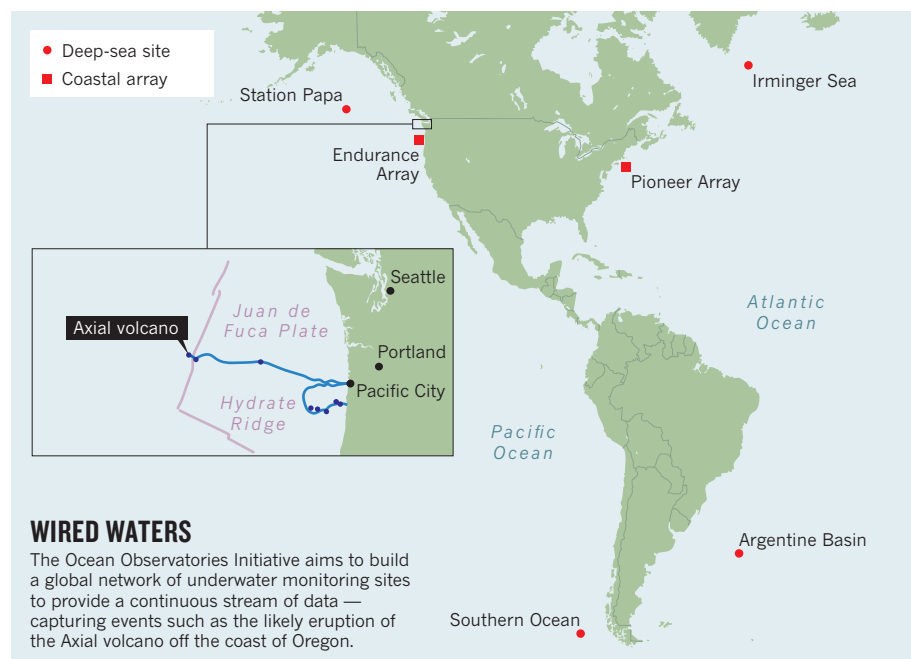 Deep-sea site
Coastal array
Station Papa
Irminger Sea
Endurance
Array
Pioneer Array
Seattle
Juan de
Fuca Plate
Axial volcano
Portland
Pacific City
Hydrate
Ridge
Atlantic
Ocean
Pacific
Ocean
Argentine Basin
Southern Ocean
WIRED WATERS
The Ocean Observatories Initiative aims to build
a global network of underwater monitoring sites
to provide a continuous stream of data —
capturing events such as the likely eruption of
the Axial volcano off the coast of Oregon.